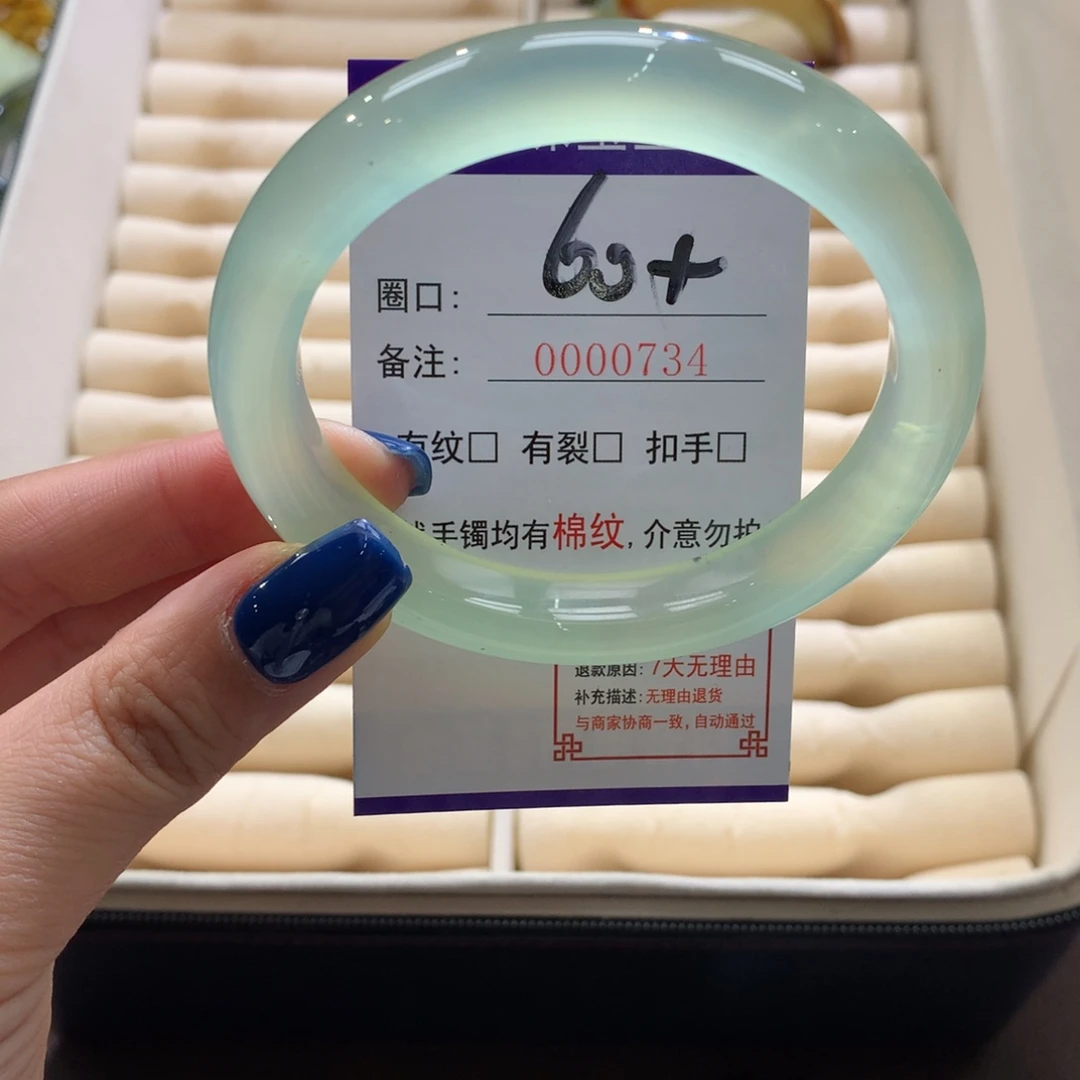 圈口: 60+
备注: 0000734
有纹□ 有裂□ 扣手□
手镯均有棉纹, 介意勿拍
退款原因: 7天无理由
补充描述: 无理由退货
与商家协商一致, 自动通过